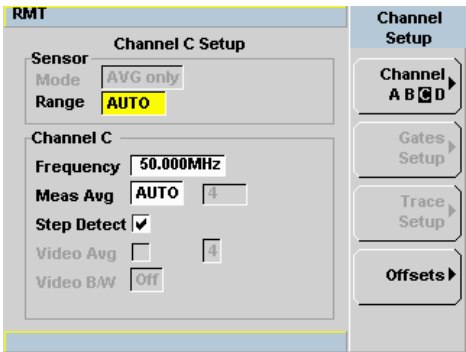 RMT
Channel C Setup
Sensor
Mode AVG only
Range AUTO
Channel C
Frequency 50.000MHz
Meas Avg AUTO 4
Step Detect
Video Avg 4
Video B/W Off
Channel
Setup
Channel
A B C D
Gates
Setup
Trace
Setup
Offsets